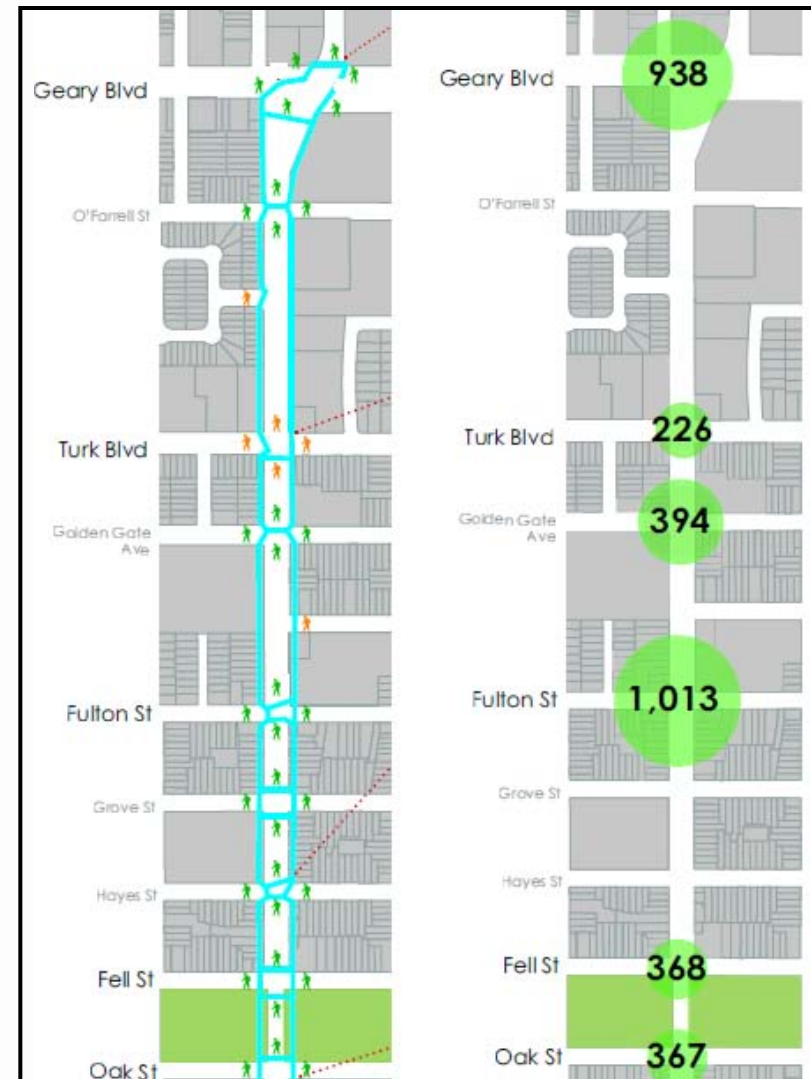 Geary Blvd
O'Farrell St
Turk Blvd
Golden Gate
Ave
Fulton St
Grove St
Hayes St
Fell St
Oak St
Geary Blvd
938
O'Farrell St
Turk Blvd
226
Golden Gate
Ave
394
Fulton St
1,013
Grove St
Hayes St
Fell St
368
Oak St
367